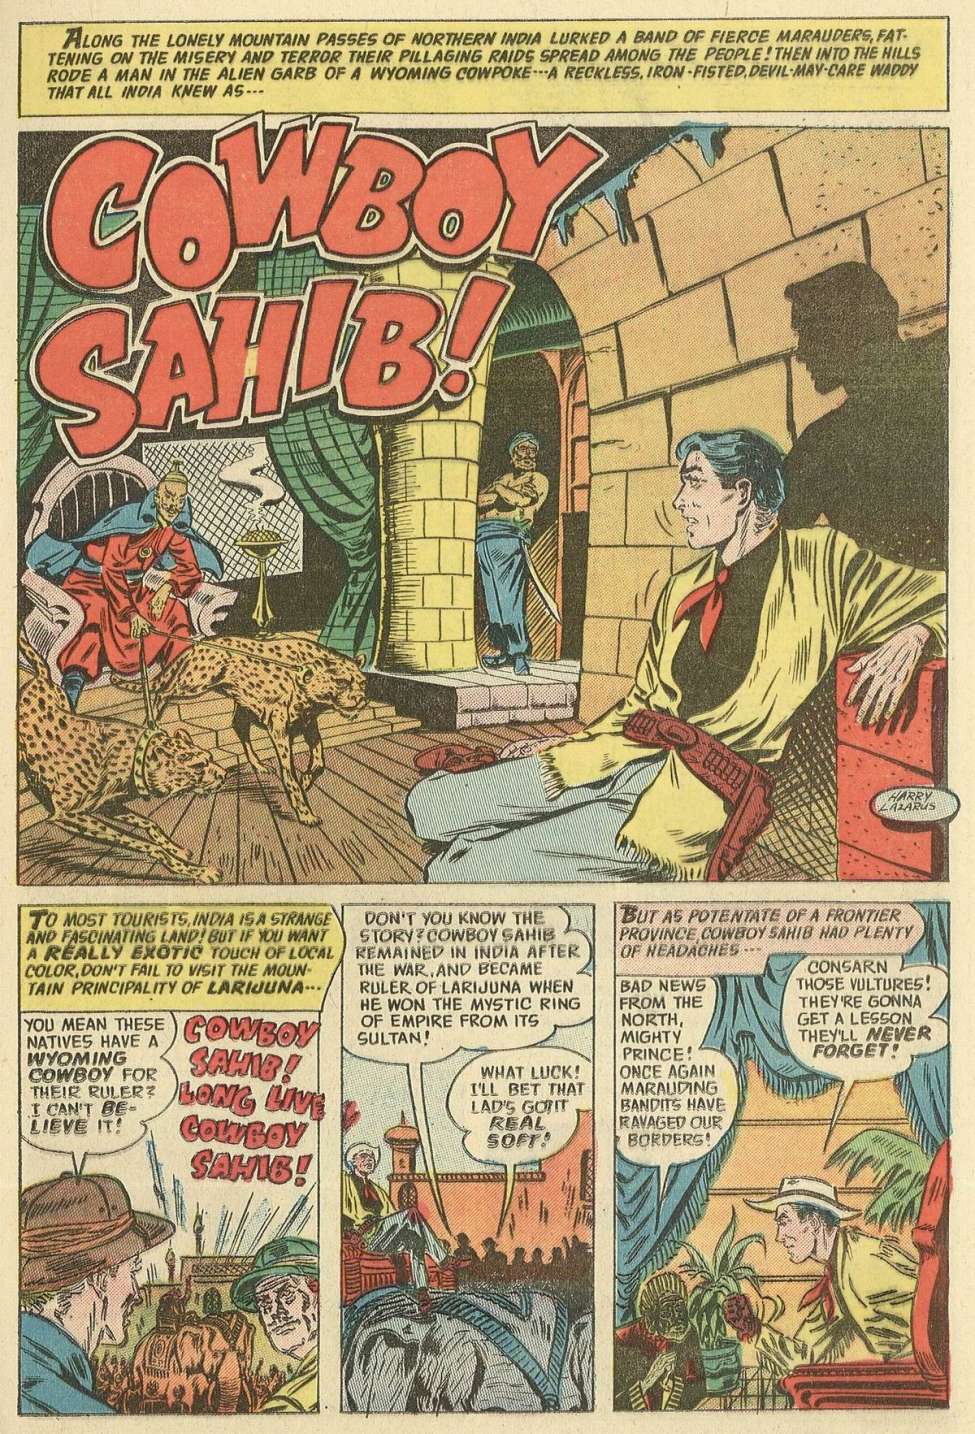 ALONG THE LONELY MOUNTAIN PASSES OF NORTHERN INDIA LURKED A BAND OF FIERCE MARAUDERS, FAT-
TENING ON THE MISERY AND TERROR THEIR PILLAGING RAIDS SPREAD AMONG THE PEOPLE! THEN INTO THE HILLS
RODE A MAN IN THE ALIEN GARB OF A WYOMING COWPOKE---A RECKLESS, IRON-FISTED, DEVIL-MAY-CARE WADDY
THAT ALL INDIA KNEW AS---
COWBOY
SAHIB!
HARRY
LAZARUS
TO MOST TOURISTS, INDIA IS A STRANGE
AND FASCINATING LAND! BUT IF YOU WANT
A REALLY EXOTIC TOUCH OF LOCAL
COLOR, DON'T FAIL TO VISIT THE MOUN-
TAIN PRINCIPALITY OF LARIJUNA---
YOU MEAN THESE
NATIVES HAVE A
WYOMING
COWBOY FOR
THEIR RULER?
I CAN'T BE-
LIEVE IT!
COWBOY
SAHIB!
LONG LIVE
COWBOY
SAHIB!
DON'T YOU KNOW THE
STORY? COWBOY SAHIB
REMAINED IN INDIA AFTER
THE WAR, AND BECAME
RULER OF LARIJUNA WHEN
HE WON THE MYSTIC RING
OF EMPIRE FROM ITS
SULTAN!
WHAT LUCK!
I'LL BET THAT
LAD'S GOT IT
REAL
SOFT!
BUT AS POTENTATE OF A FRONTIER
PROVINCE, COWBOY SAHIB HAD PLENTY
OF HEADACHES---
BAD NEWS
FROM THE
NORTH,
MIGHTY
PRINCE!
ONCE AGAIN
MARAUDING
BANDITS HAVE
RAVAGED OUR
BORDERS!
CONSARN
THOSE VULTURES!
THEY'RE GONNA
GET A LESSON
THEY'LL NEVER
FORGET!